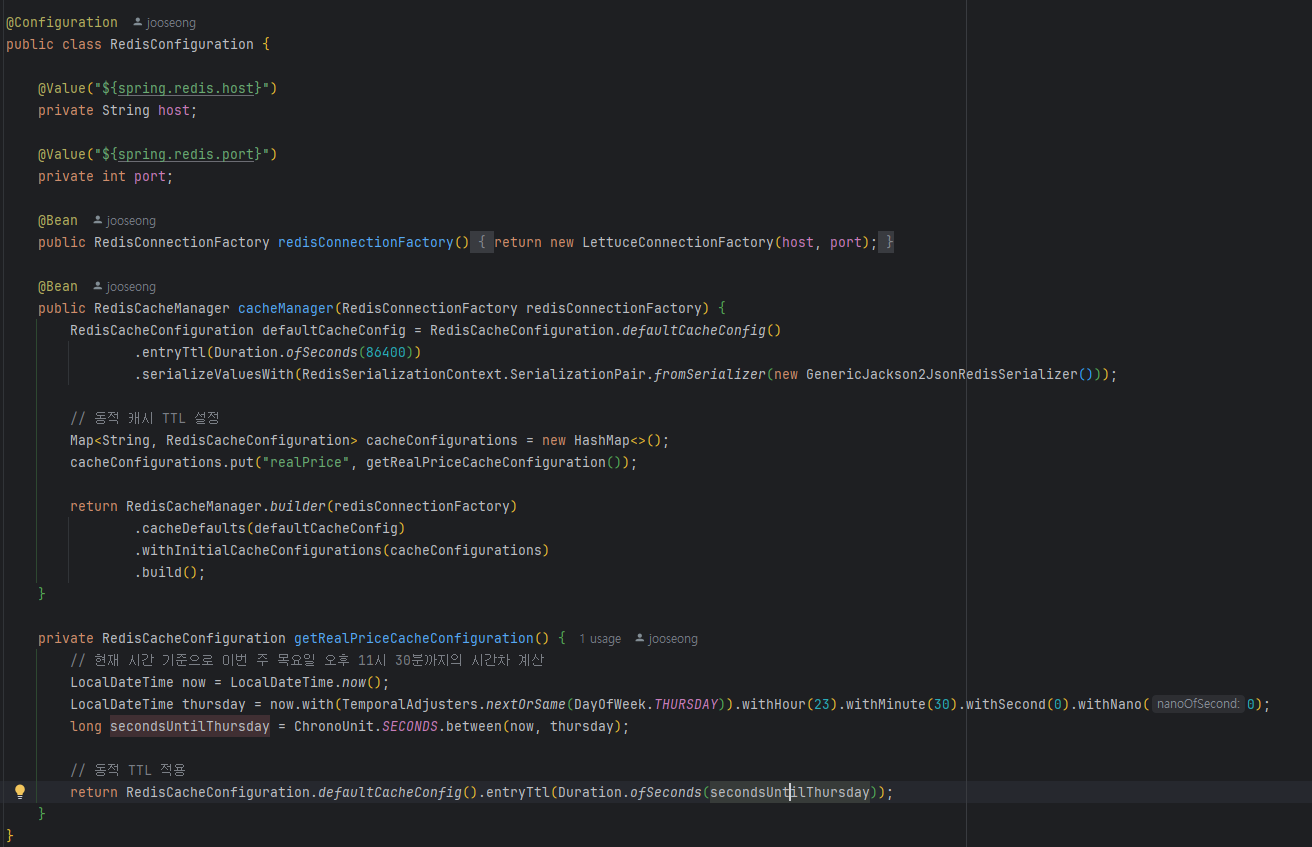 @Configuration jooseong
public class RedisConfiguration {
@Value("${spring.redis.host}")
private String host;
@Value("${spring.redis.port}")
private int port;
@Bean jooseong
public RedisConnectionFactory redisConnectionFactory() { return new LettuceConnectionFactory(host, port); }
@Bean jooseong
public RedisCacheManager cacheManager(RedisConnectionFactory redisConnectionFactory) {
RedisCacheConfiguration defaultCacheConfig = RedisCacheConfiguration.defaultCacheConfig()
.entryTtl(Duration.ofSeconds(86400))
.serializeValuesWith(RedisSerializationContext.SerializationPair.fromSerializer(new GenericJackson2JsonRedisSerializer()));
// 동적 캐시 TTL 설정
Map<String, RedisCacheConfiguration> cacheConfigurations = new HashMap<>();
cacheConfigurations.put("realPrice", getRealPriceCacheConfiguration());
return RedisCacheManager.builder(redisConnectionFactory)
.cacheDefaults(defaultCacheConfig)
.withInitialCacheConfigurations(cacheConfigurations)
.build();
}
private RedisCacheConfiguration getRealPriceCacheConfiguration() { 1 usage jooseong
// 현재 시간 기준으로 이번 주 목요일 오후 11시 30분까지의 시간차 계산
LocalDateTime now = LocalDateTime.now();
LocalDateTime thursday = now.with(TemporalAdjusters.nextOrSame(DayOfWeek.THURSDAY)).withHour(23).withMinute(30).withSecond(0).withNano( nanoOfSecond: 0);
long secondsUntilThursday = ChronoUnit.SECONDS.between(now, thursday);
// 동적 TTL 적용
return RedisCacheConfiguration.defaultCacheConfig().entryTtl(Duration.ofSeconds(secondsUntilThursday));
}
}